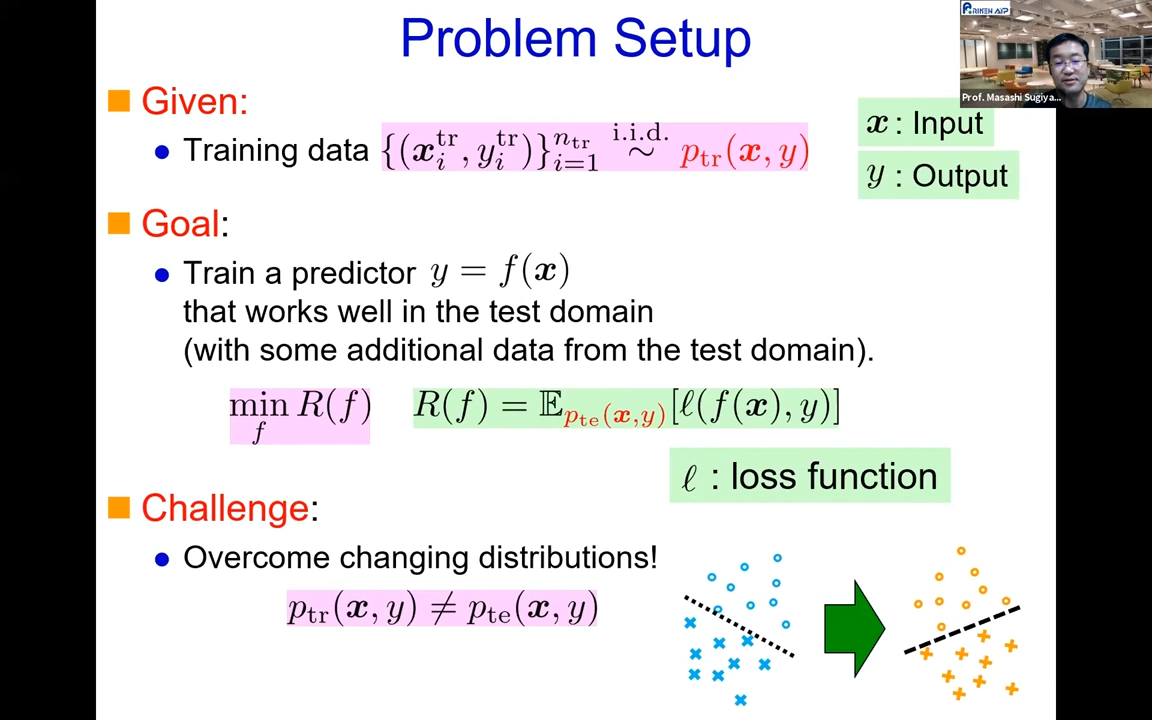 Problem Setup
RIKEN AIP
Prof. Masashi Sugiya...
Given:
Training data {(x_i^tr, y_i^tr)}_{i=1}^{n_tr} i.i.d. ~ p_tr(x, y)
x : Input
y : Output
Goal:
Train a predictor y = f(x)
that works well in the test domain
(with some additional data from the test domain).
min_f R(f) R(f) = 𝔼_{p_te(x,y)}[ℓ(f(x), y)]
ℓ : loss function
Challenge:
Overcome changing distributions!
p_tr(x, y) ≠ p_te(x, y)